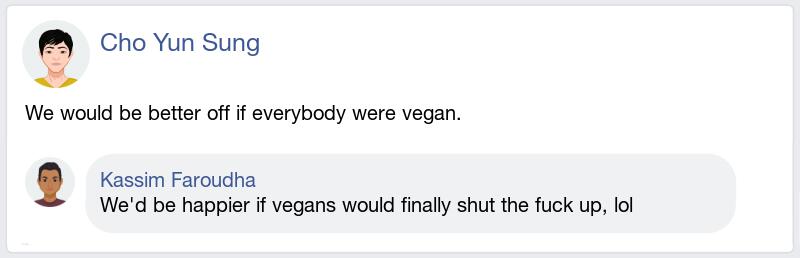 Cho Yun Sung
We would be better off if everybody were vegan.
Kassim Faroudha
We'd be happier if vegans would finally shut the fuck up, lol